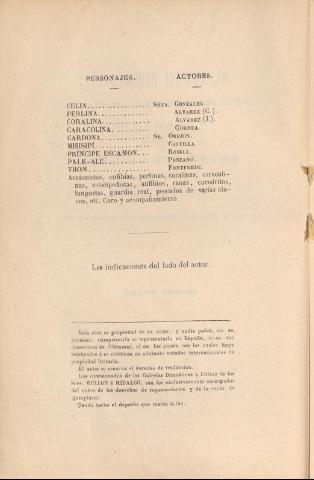 PERSONAJES. ACTORES.
CELIA................ SRTA. GONZALEZ.
PERLINA.............. ALVAREZ (C.)
CORALINA............ ALVAREZ (J.).
CARACOLINA.......... CORREA.
CARDONA............. SR. OREJON.
MISISIPÍ............. CASTILLA
PRÍNCIPE ESCAMON... ROSELL.
PALE-ALE............. PONZANO.
THON................. FONTFREDE.
Accionistas, anfibias, perlinas, coralinas, caracoli-
nas, velocipedistas, anfibios, ranas, cocodrilos,
langostas, guardia real, pescados de varias cla-
ses, etc. Coro y acompañamiento.
Las indicaciones del lado del actor.
Esta obra es propiedad de su autor, y nadie podrá, sin su
permiso, reimprimirla ni representarla en España, ni en sus
posesiones de Ultramar, ni en los países con los cuales haya
celebrados ó se celebren en adelante tratados internacionales de
propiedad literaria.
El autor se reserva el derecho de traduccion.
Los comisionados de las Galerías Dramáticas y Líricas de los
Sres. GULLON é HIDALGO, son los exclusivamente encargados
del cobro de los derechos de representacion y de la venta de
ejemplares.
Queda hecho el depósito que marca la ley.